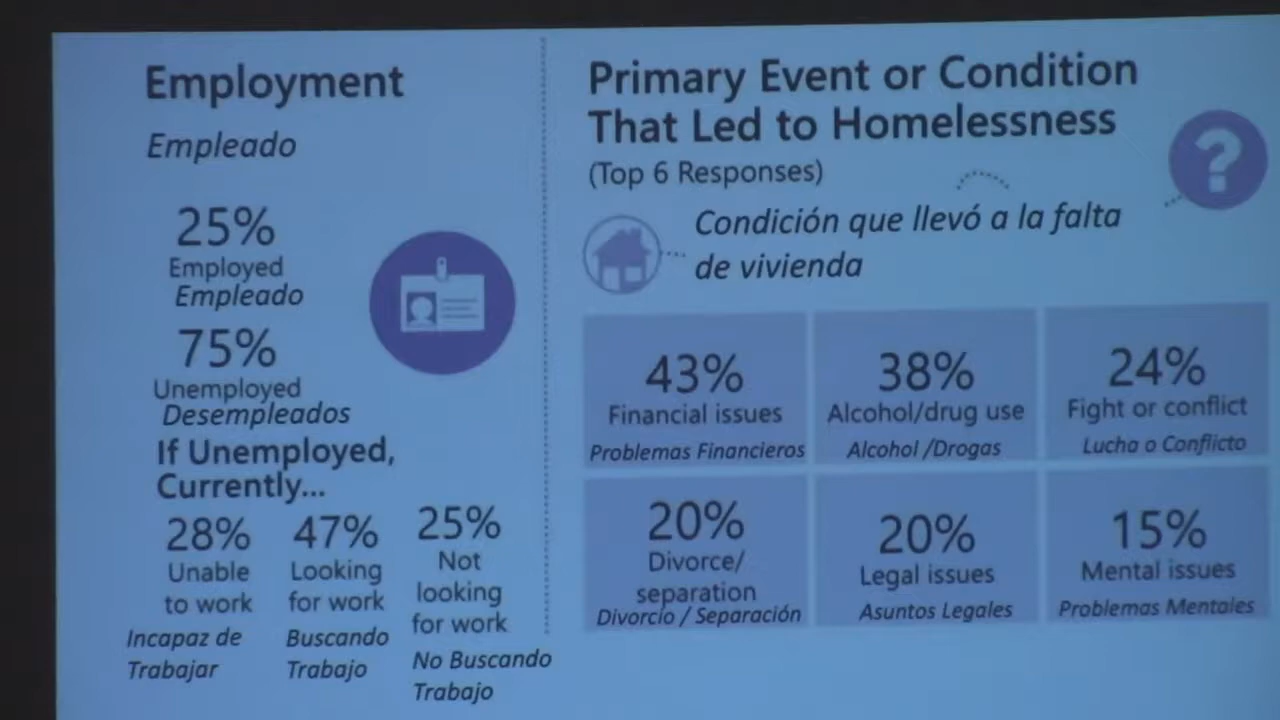 Employment
Empleado
25%
Employed
Empleado
75%
Unemployed
Desempleados
If Unemployed,
Currently...
28%
Unable
to work
Incapaz de
Trabajar
47%
Looking
for work
Buscando
Trabajo
25%
Not
looking
for work
No Buscando
Trabajo
Primary Event or Condition
That Led to Homelessness
(Top 6 Responses)
?
Condición que llevó a la falta
de vivienda
43%
Financial issues
Problemas Financieros
38%
Alcohol/drug use
Alcohol /Drogas
24%
Fight or conflict
Lucha o Conflicto
20%
Divorce/
separation
Divorcio / Separación
20%
Legal issues
Asuntos Legales
15%
Mental issues
Problemas Mentales